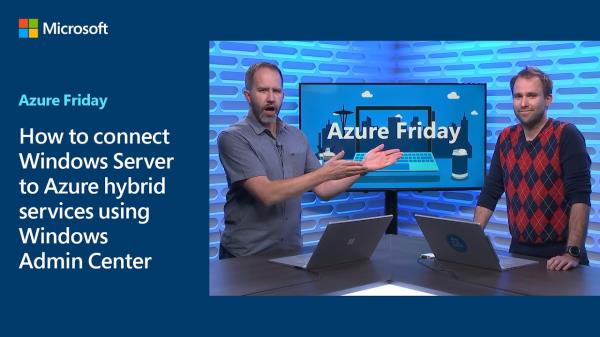 Microsoft
Azure Friday
How to connect
Windows Server
to Azure hybrid
services using
Windows
Admin Center
Azure Friday